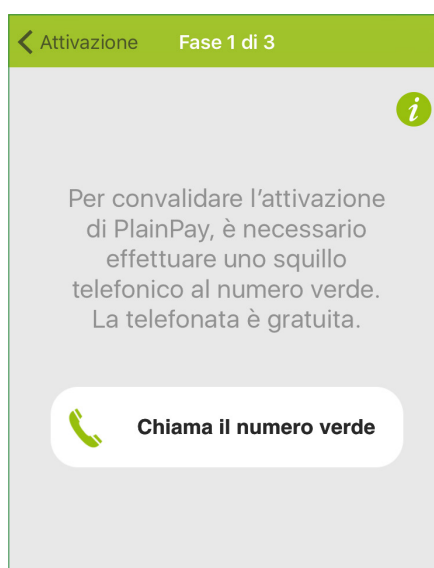 Attivazione Fase 1 di 3
i
Per convalidare l'attivazione
di PlainPay, è necessario
effettuare uno squillo
telefonico al numero verde.
La telefonata è gratuita.
Chiama il numero verde